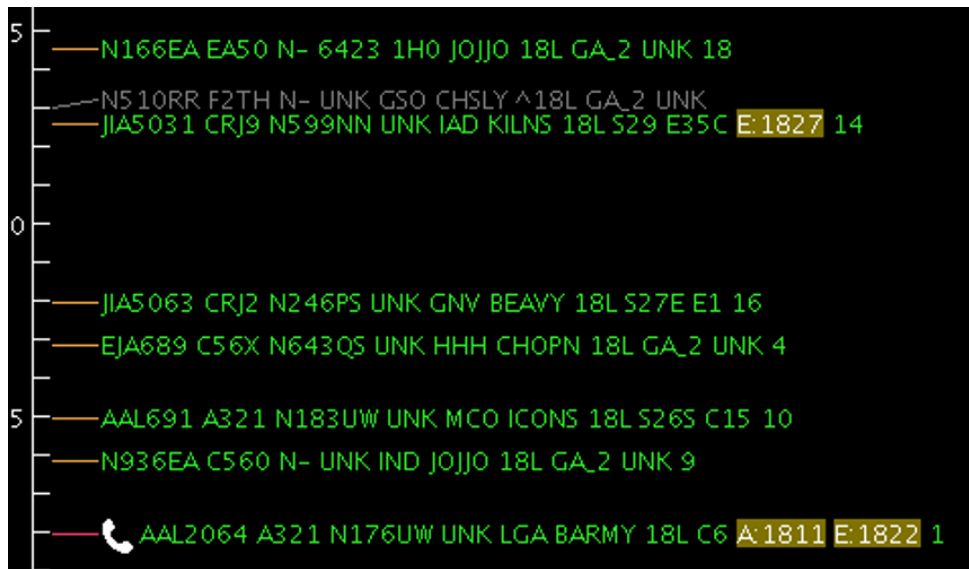 5
N166EA EA50 N- 6423 1H0 JOJJO 18L GA_2 UNK 18
N510RR F2TH N- UNK GSO CHSLY ^18L GA_2 UNK
JIA5031 CRJ9 N599NN UNK IAD KILNS 18L S29 E35C E:1827 14
0
JIA5063 CRJ2 N246PS UNK GNV BEAVY 18L S27E E1 16
EJA689 C56X N643QS UNK HHH CHOPN 18L GA_2 UNK 4
5 AAL691 A321 N183UW UNK MCO ICONS 18L S26S C15 10
N936EA C560 N- UNK IND JOJJO 18L GA_2 UNK 9
AAL2064 A321 N176UW UNK LGA BARMY 18L C6 A:1811 E:1822 1